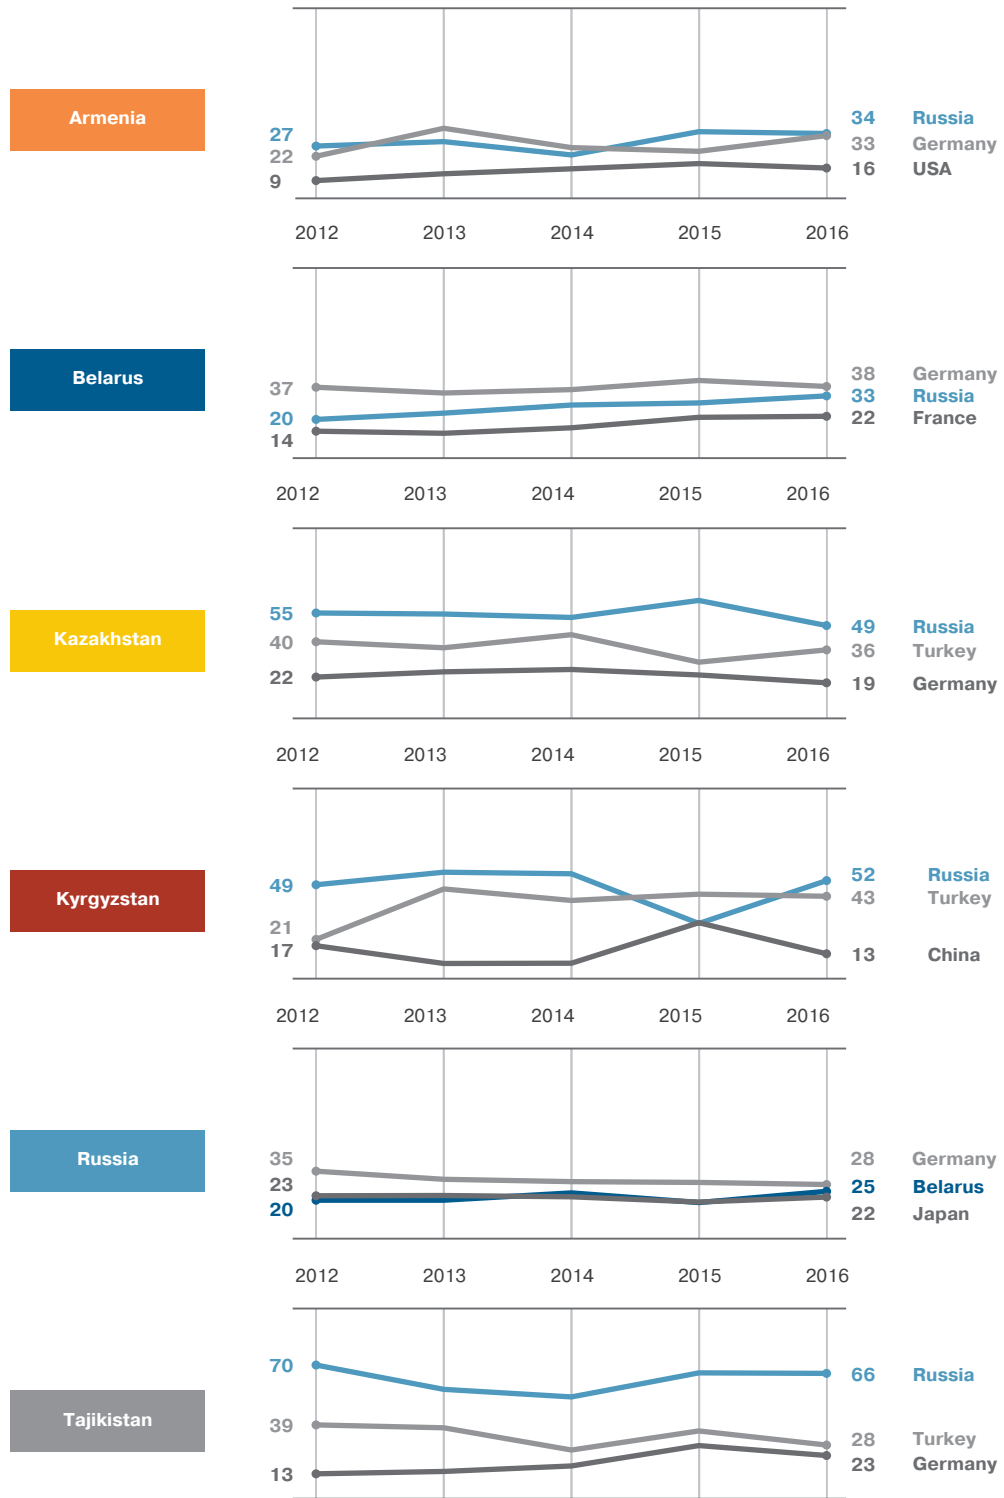 Armenia
27
22
9
34 Russia
33 Germany
16 USA
2012 2013 2014 2015 2016
Belarus
37
20
14
38 Germany
33 Russia
22 France
2012 2013 2014 2015 2016
Kazakhstan
55
40
22
49 Russia
36 Turkey
19 Germany
2012 2013 2014 2015 2016
Kyrgyzstan
49
21
17
52 Russia
43 Turkey
13 China
2012 2013 2014 2015 2016
Russia
35
23
20
28 Germany
25 Belarus
22 Japan
2012 2013 2014 2015 2016
Tajikistan
70
39
13
66 Russia
28 Turkey
23 Germany